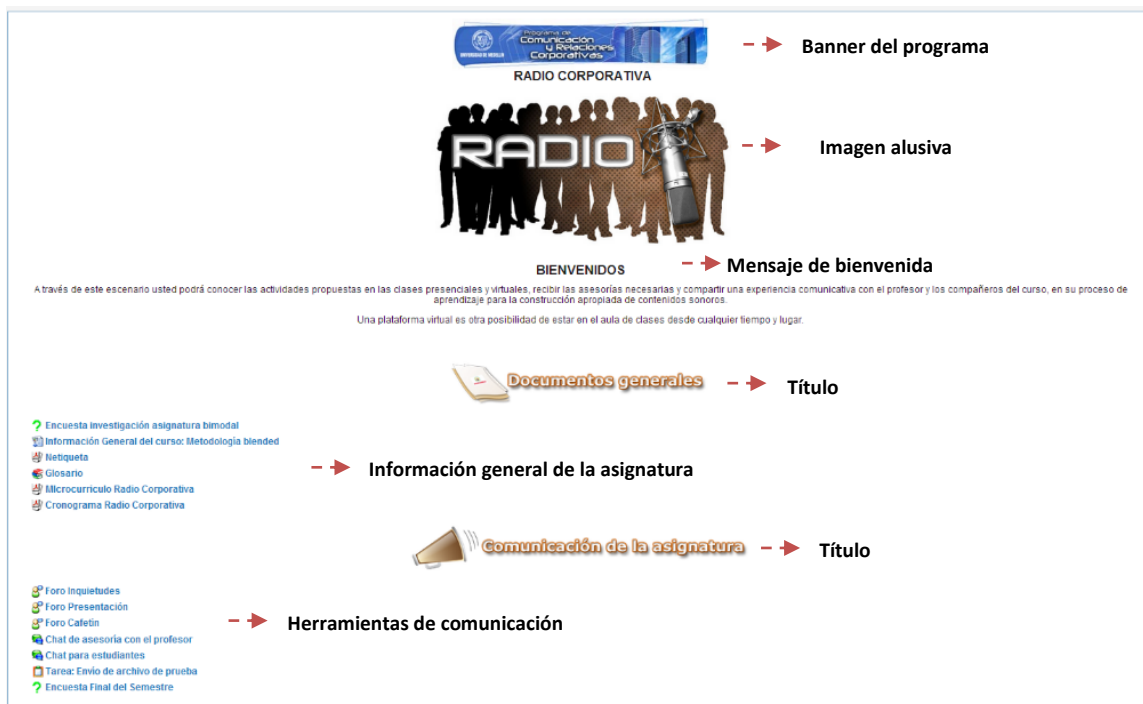 Programa de
Comunicación
y Relaciones
Corporativas
UNIVERSIDAD DE MEDELLIN
Banner del programa
RADIO CORPORATIVA
RADIO
Imagen alusiva
BIENVENIDOS
Mensaje de bienvenida
A través de este escenario usted podrá conocer las actividades propuestas en las clases presenciales y virtuales, recibir las asesorías necesarias y compartir una experiencia comunicativa con el profesor y los compañeros del curso, en su proceso de
aprendizaje para la construcción apropiada de contenidos sonoros.
Una plataforma virtual es otra posibilidad de estar en el aula de clases desde cualquier tiempo y lugar.
Documentos generales
Título
Encuesta investigación asignatura bimodal
Información General del curso: Metodología blended
Netiqueta
Glosario
Información general de la asignatura
MIcrocurriculo Radio Corporativa
Cronograma Radio Corporativa
Comunicación de la asignatura
Título
Foro Inquietudes
Foro Presentación
Foro Cafetín
Herramientas de comunicación
Chat de asesoría con el profesor
Chat para estudiantes
Tarea: Envío de archivo de prueba
Encuesta Final del Semestre